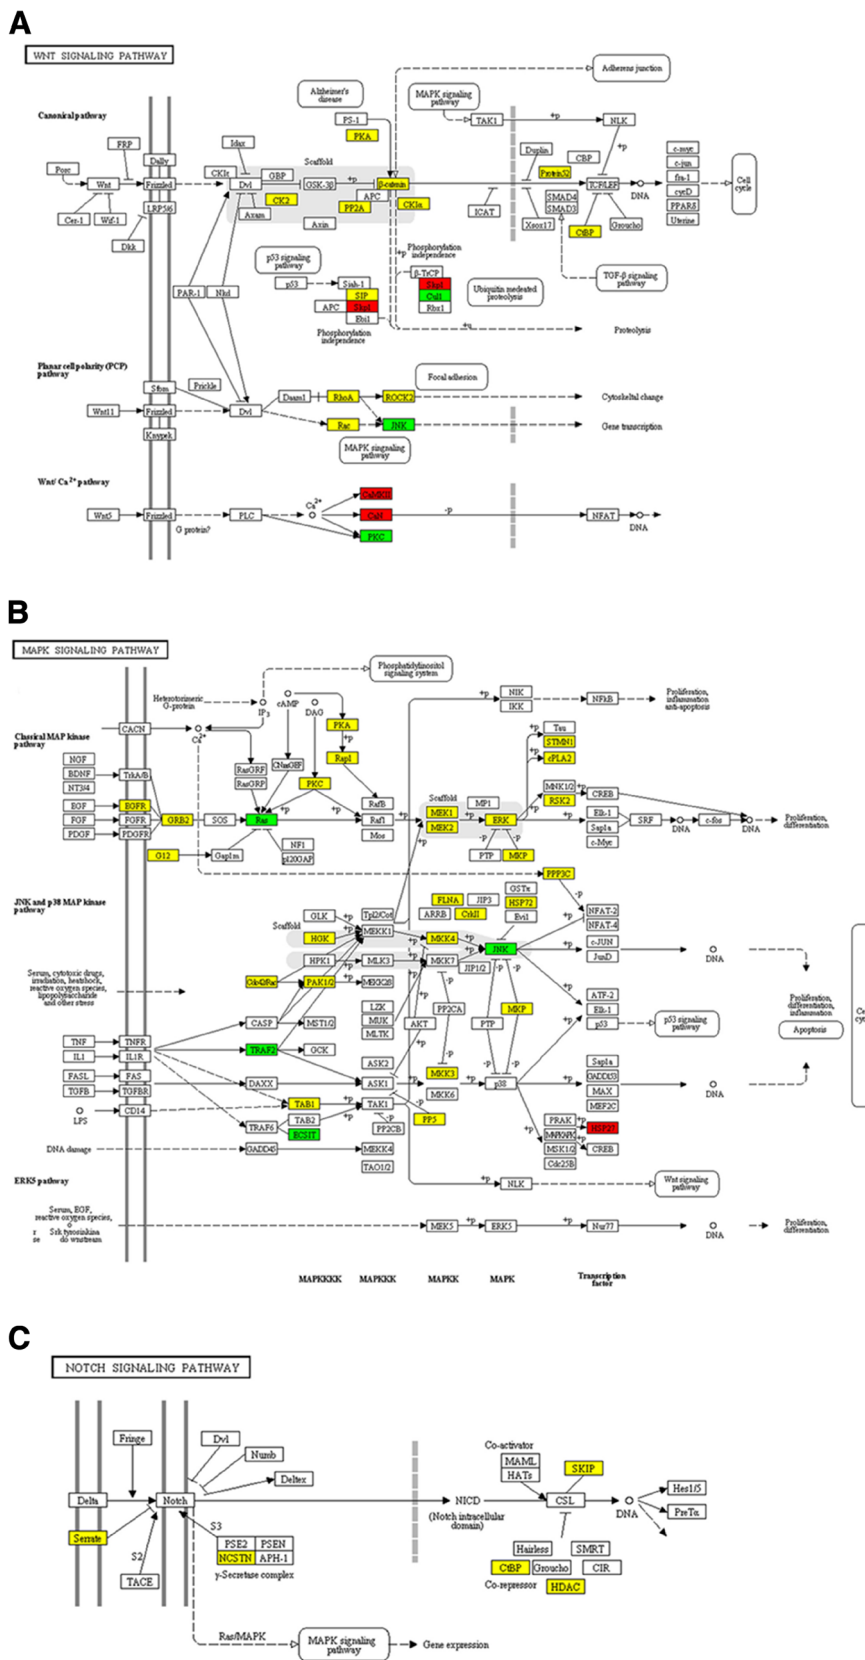 A
WNT SIGNALING PATHWAY
Adherens junction
Alzheimer's
disease
MAPK signaling
pathway
Canonical pathway
PS-1
PKA
TAK1
+p
NLK
FRP
Idax
Scaffold
Duplin
CBP
+p
c-myc
c-jun
fra-1
cycD
PPARδ
Uterine
Cell
cycle
Porc
Wnt
Dally
Frizzled
LRP5/6
GBP
Dvl
GSK-3β
+p
β-catenin
Protein52
TCF/LEF
DNA
CK2
APC
PP2A
CKIα
SMAD4
SMAD3
Cer-1
Wif-1
Axam
Axin
ICAT
Xsox17
CtBP
Groucho
Dkk
p53 signaling
pathway
Phosphorylation
independence
+p
TGF-β signaling
pathway
p53
Siah-1
SIP
Skp1
APC
Ebi1
β-TrCP
Skp1
Cul1
Rbx1
Ubiquitin mediated
proteolysis
PAR-1
Nkd
Phosphorylation
independence
+u
Proteolysis
Planar cell polarity (PCP)
pathway
Focal adhesion
Stbm
Prickle
Daam1
RhoA
ROCK2
Cytoskeltal change
Wnt11
Frizzled
Dvl
Rac
JNK
Gene transcription
Knypek
MAPK singnaling
pathway
Wnt/ Ca2+ pathway
CaMKII
Ca2+
Wnt5
Frizzled
PLC
CaN
-p
NFAT
DNA
G protein?
PKC
B
MAPK SIGNALING PATHWAY
Phosphatidylinositol
signaling system
Heterotorimeric
G-protein
IP3
cAMP
DAG
+p
NIK
IKK
NFkB
Proliferation,
inflammation
anti-apoptosis
Classical MAP kinase
pathway
CACN
Ca2+
PKA
Rap1
Tau
STMN1
cPLA2
NGF
BDNF
NT3/4
TrkA/B
RasGRF
RasGRP
CNasGEF
PKC
Scaffold
MP1
MNK1/2
RSK2
CREB
EGF
FGF
PDGF
EGFR
FGFR
PDGFR
GRB2
SOS
Ras
RafB
Raf1
Mos
MEK1
MEK2
ERK
Elk-1
Sap1a
c-Myc
SRF
DNA
c-fos
DNA
Proliferation,
differentiation
G12
Gap1m
NF1
p120GAP
PTP
MKP
PPP3C
JNK and p38 MAP kinase
pathway
Scaffold
GLK
HGK
HPK1
Tpl2/Cot
MEKK1
MLK3
FLNA
JIP3
ARRB
CrkII
GSTπ
HSP72
Evi1
NFAT-2
NFAT-4
MKK4
MKK7
JNK
JIP1/2
c-JUN
JunD
DNA
Serum, cytotoxic drugs,
irradiation, heatshock,
reactive oxygen species,
lipopolysaccharide
and other stress
Cdc42/Rac
PAK1/2
LZK
MUK
MLTK
PP2CA
MKP
ATF-2
Elk-1
p53
p53 signaling
pathway
Proliferation,
differentiation,
inflammation
Apoptosis
CASP
MST1/2
AKT
PTP
TNF
IL1
TNFR
IL1R
TRAF2
GCK
ASK2
FASL
TGFB
FAS
TGFBR
DAXX
ASK1
MKK3
MKK6
p38
Sap1a
GADD153
MAX
MEF2C
DNA
LPS
CD14
TAB1
TAB2
TAK1
TRAF6
ECSIT
PP2CB
PP5
PRAK
MAPKAPK
MSK1/2
Cdc25B
HSP27
CREB
DNA damage
GADD45
MEKK4
TAO1/2
ERK5 pathway
+p
NLK
Wnt signaling
pathway
Serum, EGF,
reactive oxygen species,
MEK5
+p
ERK5
+p
Nur77
DNA
Proliferation,
differentiation
MAPKKKK
MAPKKK
MAPKK
MAPK
Transcription
factor
C
NOTCH SIGNALING PATHWAY
Fringe
Dvl
Numb
Deltex
Co-activator
MAML
HATs
SKIP
Delta
Notch
NICD
(Notch intracellular
domain)
CSL
DNA
Hes1/5
PreTα
Serrate
S2
S3
TACE
PSE2
PSEN
NCSTN
APH-1
γ-Secretase complex
Hairless
SMRT
CtBP
Groucho
CIR
Co-repressor
HDAC
Ras/MAPK
MAPK signaling
pathway
Gene expression